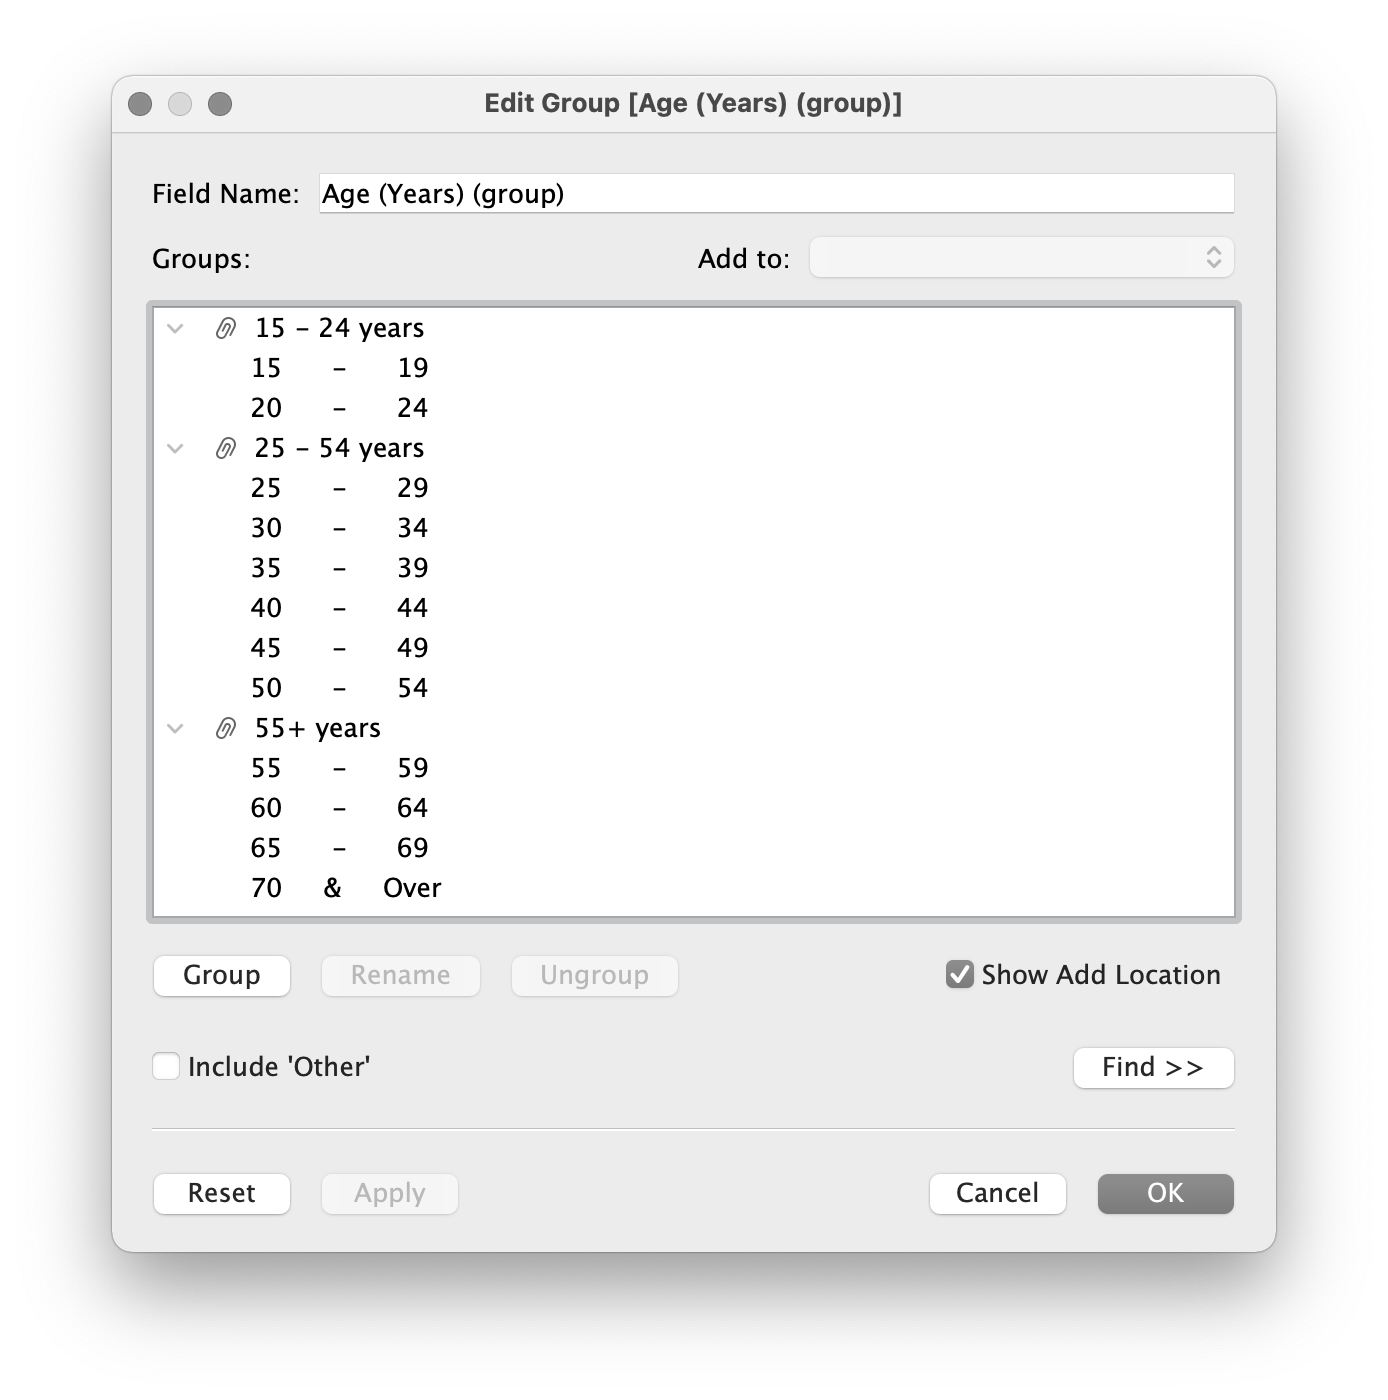 Edit Group [Age (Years) (group)]
Field Name: Age (Years) (group)
Groups: Add to:
15 – 24 years
15 – 19
20 – 24
25 – 54 years
25 – 29
30 – 34
35 – 39
40 – 44
45 – 49
50 – 54
55+ years
55 – 59
60 – 64
65 – 69
70 & Over
Group Rename Ungroup Show Add Location
Include 'Other' Find >>
Reset Apply Cancel OK